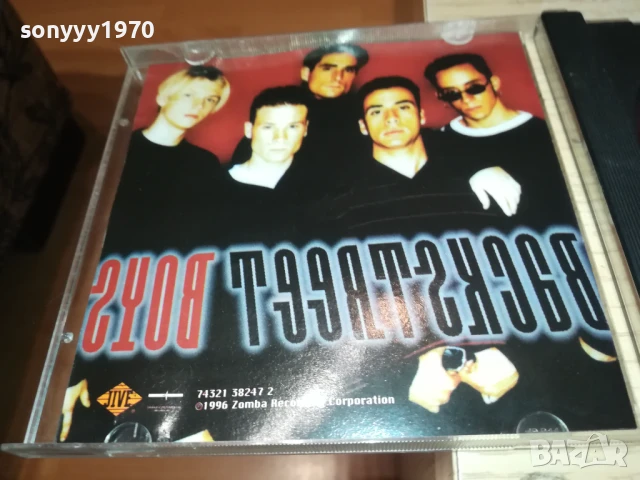 sonyyy1970
BACKSTREET BOYS
JIVE
74321 38247 2
℗1996 Zomba Recording Corporation
BAZAR